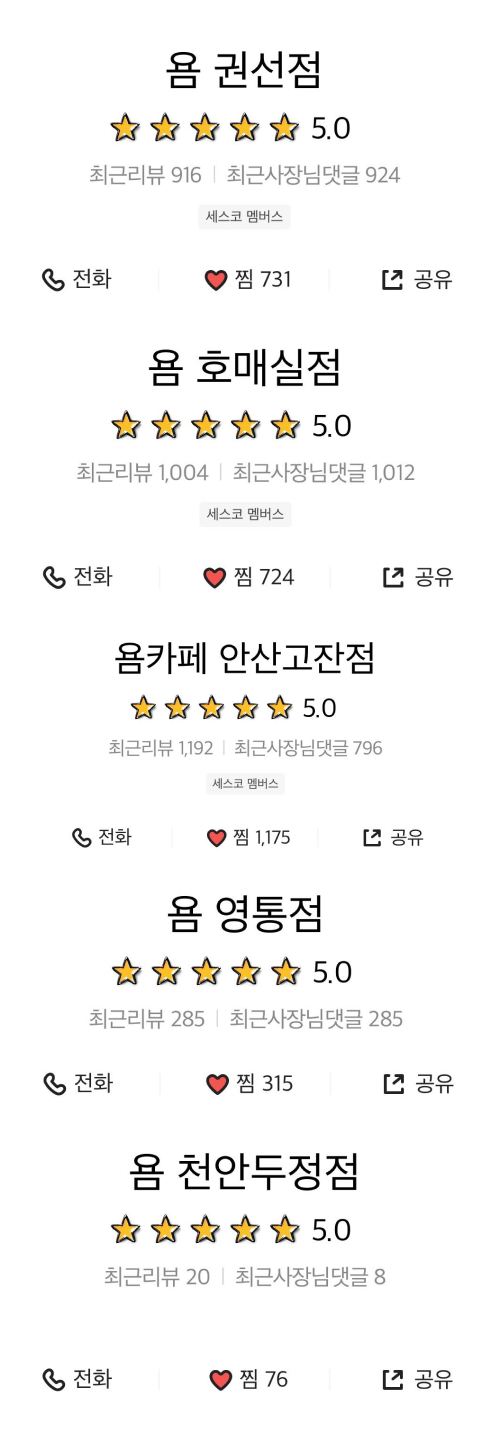 욤 권선점
5.0
최근리뷰 916 | 최근사장님댓글 924
세스코 멤버스
전화 찜 731 공유
욤 호매실점
5.0
최근리뷰 1,004 | 최근사장님댓글 1,012
세스코 멤버스
전화 찜 724 공유
욤카페 안산고잔점
5.0
최근리뷰 1,192 | 최근사장님댓글 796
세스코 멤버스
전화 찜 1,175 공유
욤 영통점
5.0
최근리뷰 285 | 최근사장님댓글 285
전화 찜 315 공유
욤 천안두정점
5.0
최근리뷰 20 | 최근사장님댓글 8
전화 찜 76 공유